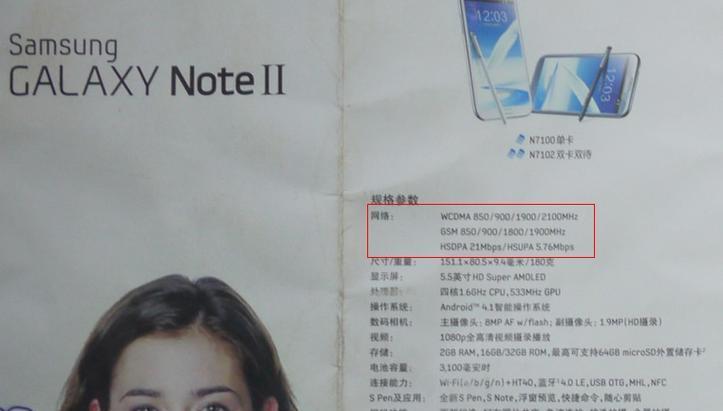 Samsung
GALAXY Note II
12:03
12:03
N7100 单卡
N7102 双卡双待
规格参数
网络： WCDMA 850/900/1900/2100MHz
GSM 850/900/1800/1900MHz
HSDPA 21Mbps/HSUPA 5.76Mbps
尺寸/重量： 151.1×80.5×9.4毫米/180克
显示屏： 5.5英寸HD Super AMOLED
处理器： 四核1.6GHz CPU,533MHz GPU
操作系统： Android™ 4.1智能操作系统
数码相机： 主摄像头：8MP AF w/flash；副摄像头：1.9MP(HD摄录)
视频： 1080p全高清视频摄录播放
存储： 2GB RAM,16GB/32GB ROM,最高可支持64GB microSD外置储存卡²
电池容量： 3,100毫安时
连接能力： Wi-Fi(a/b/g/n)+HT40,蓝牙4.0 LE,USB OTG,MHL,NFC
S Pen及应用： 全新S Pen,S Note,浮窗预览,快捷命令,随心剪贴